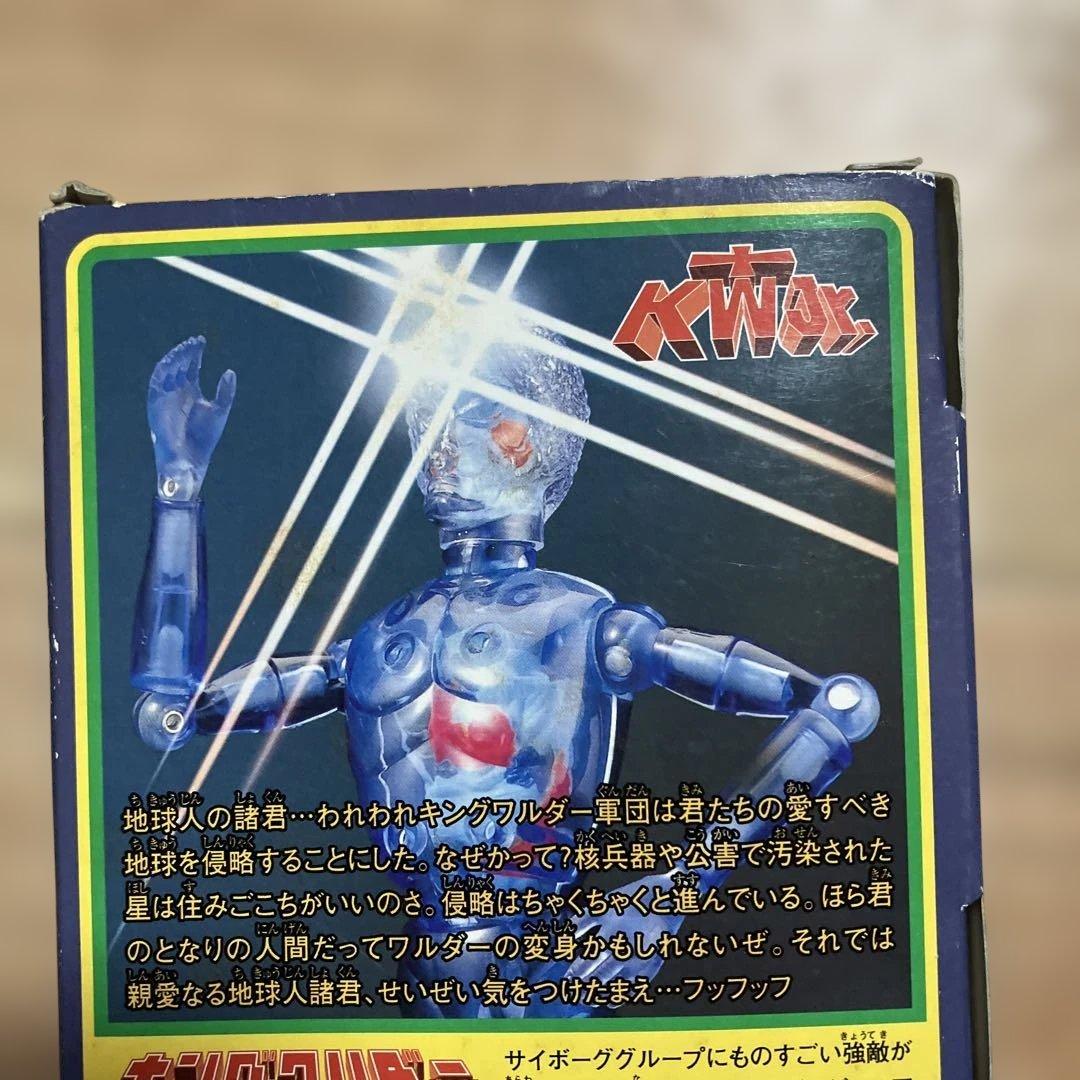 KWJr.
地球人の諸君…われわれキングワルダー軍団は君たちの愛すべき
地球を侵略することにした。なぜかって?核兵器や公害で汚染された
星は住みごこちがいいのさ。侵略はちゃくちゃくと進んでいる。ほら君
のとなりの人間だってワルダーの変身かもしれないぜ。それでは
親愛なる地球人諸君、せいぜい気をつけたまえ…フッフッフ
キングワルダー
サイボーググループにものすごい強敵が